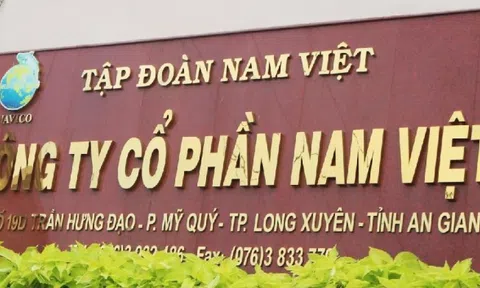 TẬP ĐOÀN NAM VIỆT
NAVICO
ÔNG TY CỔ PHẦN NAM VIỆT
19D TRẦN HƯNG ĐẠO - P. MỸ QUÝ - TP. LONG XUYÊN - TỈNH AN GIAN
Fax: (076)3 833